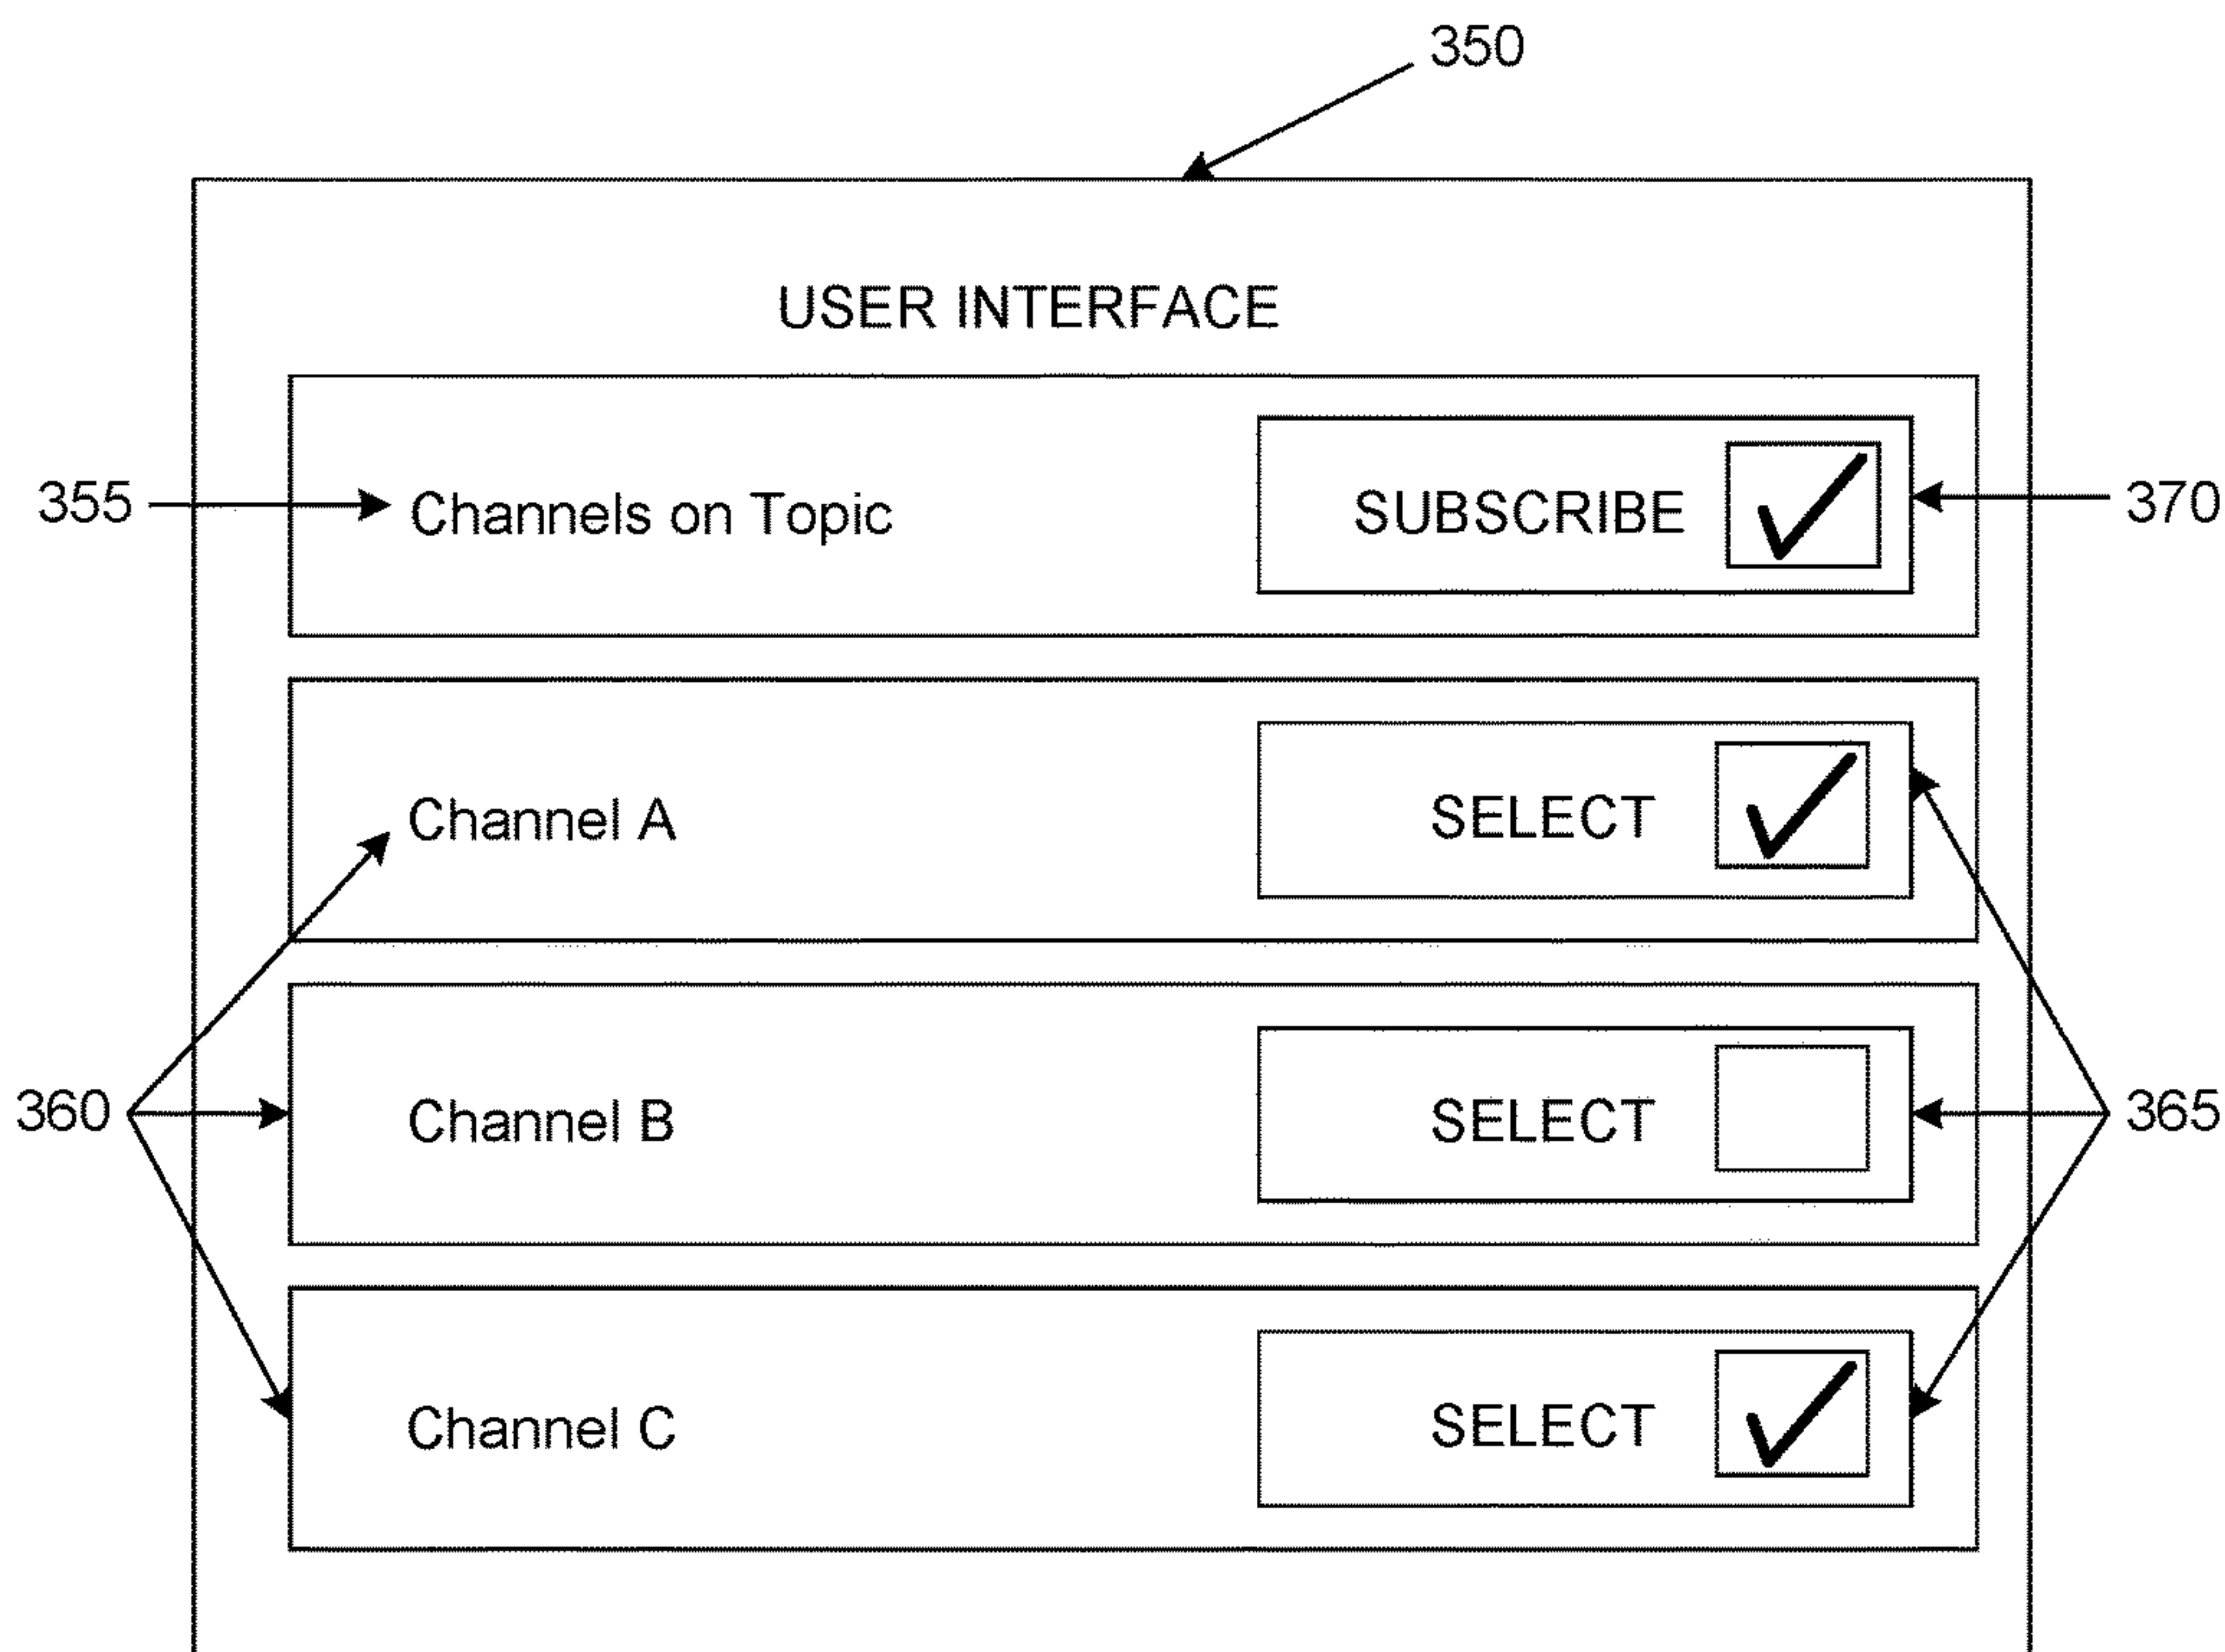 350
USER INTERFACE
355
Channels on Topic
SUBSCRIBE
370
Channel A
SELECT
360
Channel B
SELECT
365
Channel C
SELECT